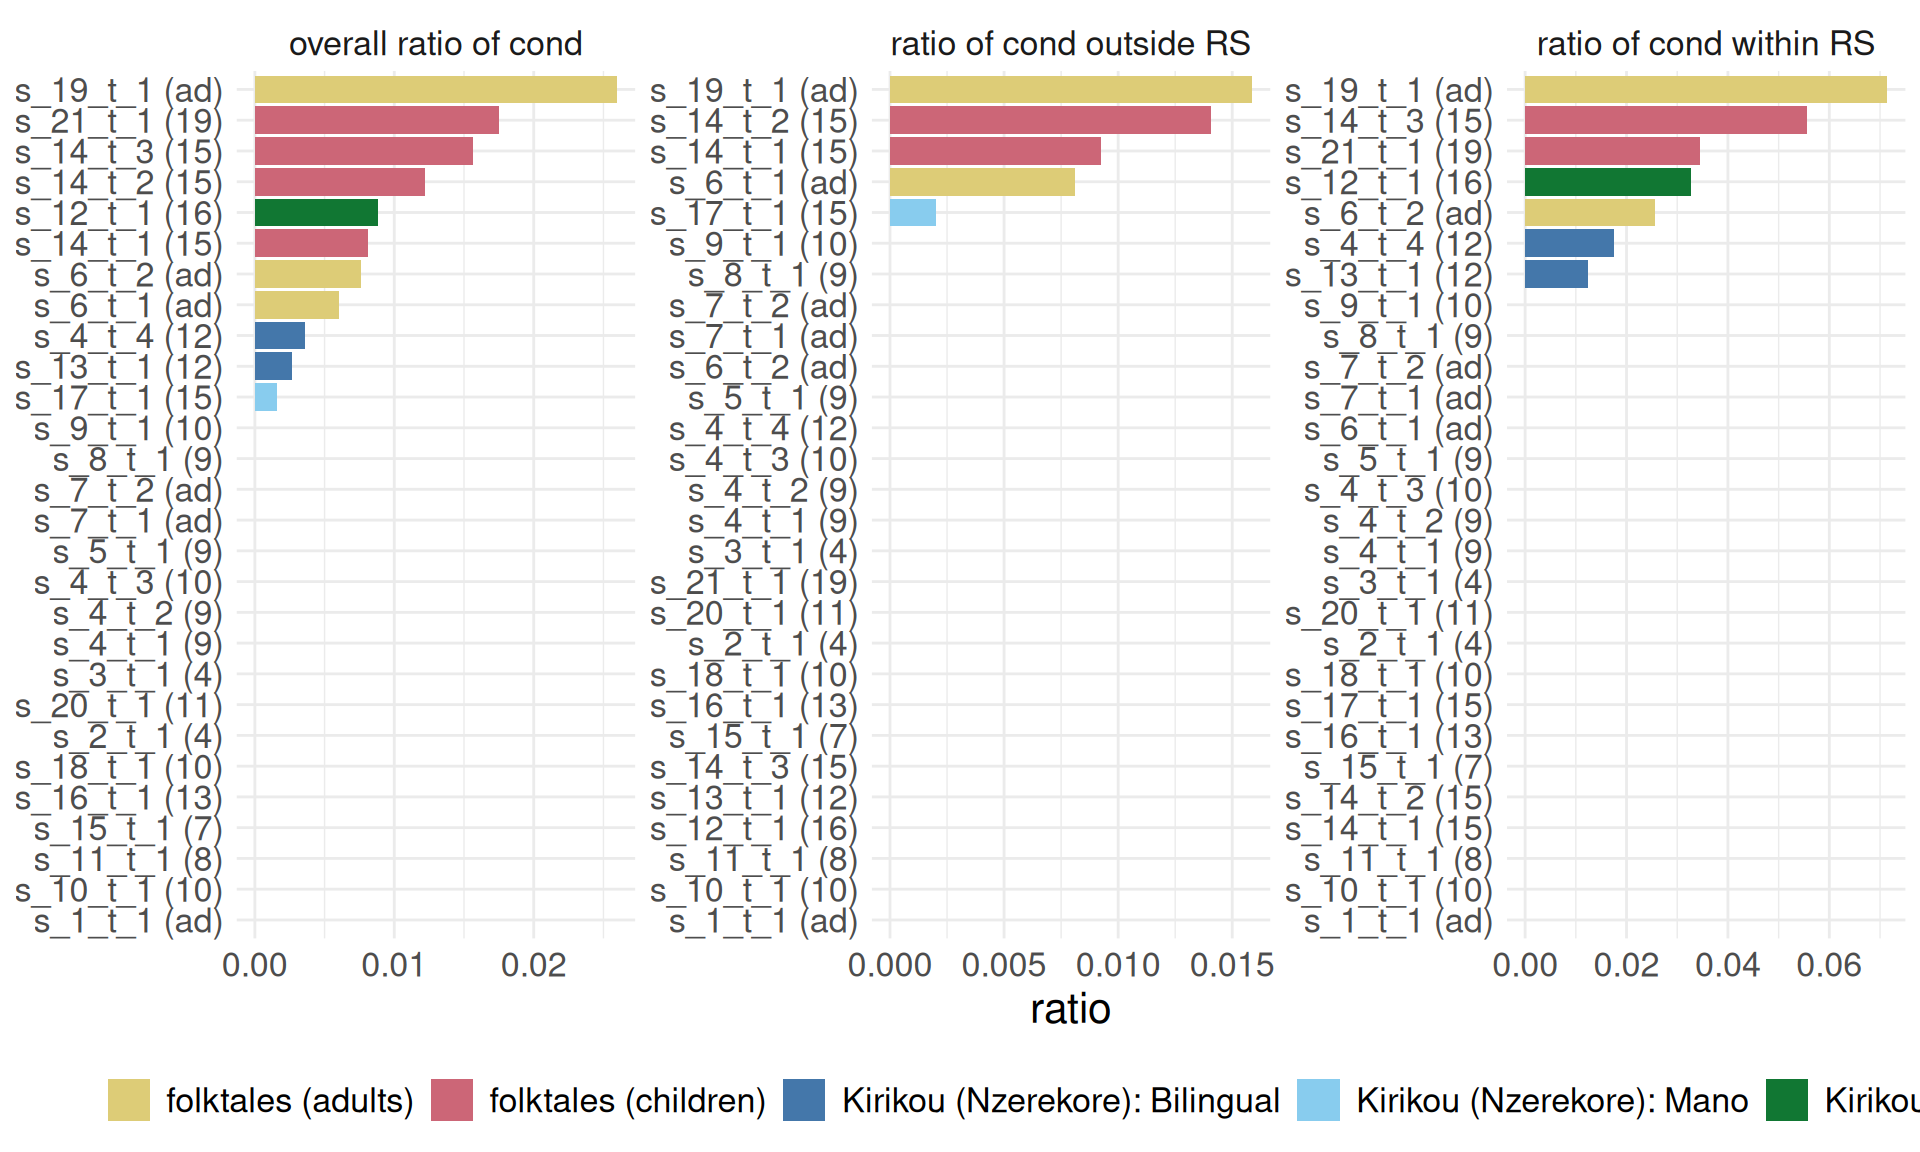 overall ratio of cond
s_19_t_1 (ad)
s_21_t_1 (19)
s_14_t_3 (15)
s_14_t_2 (15)
s_12_t_1 (16)
s_14_t_1 (15)
s_6_t_2 (ad)
s_6_t_1 (ad)
s_4_t_4 (12)
s_13_t_1 (12)
s_17_t_1 (15)
s_9_t_1 (10)
s_8_t_1 (9)
s_7_t_2 (ad)
s_7_t_1 (ad)
s_5_t_1 (9)
s_4_t_3 (10)
s_4_t_2 (9)
s_4_t_1 (9)
s_3_t_1 (4)
s_20_t_1 (11)
s_2_t_1 (4)
s_18_t_1 (10)
s_16_t_1 (13)
s_15_t_1 (7)
s_11_t_1 (8)
s_10_t_1 (10)
s_1_t_1 (ad)
0.00 0.01 0.02
ratio of cond outside RS
s_19_t_1 (ad)
s_14_t_2 (15)
s_14_t_1 (15)
s_6_t_1 (ad)
s_17_t_1 (15)
s_9_t_1 (10)
s_8_t_1 (9)
s_7_t_2 (ad)
s_7_t_1 (ad)
s_6_t_2 (ad)
s_5_t_1 (9)
s_4_t_4 (12)
s_4_t_3 (10)
s_4_t_2 (9)
s_4_t_1 (9)
s_3_t_1 (4)
s_21_t_1 (19)
s_20_t_1 (11)
s_2_t_1 (4)
s_18_t_1 (10)
s_16_t_1 (13)
s_15_t_1 (7)
s_14_t_3 (15)
s_13_t_1 (12)
s_12_t_1 (16)
s_11_t_1 (8)
s_10_t_1 (10)
s_1_t_1 (ad)
0.000 0.005 0.010 0.015
ratio of cond within RS
s_19_t_1 (ad)
s_14_t_3 (15)
s_21_t_1 (19)
s_12_t_1 (16)
s_6_t_2 (ad)
s_4_t_4 (12)
s_13_t_1 (12)
s_9_t_1 (10)
s_8_t_1 (9)
s_7_t_2 (ad)
s_7_t_1 (ad)
s_6_t_1 (ad)
s_5_t_1 (9)
s_4_t_3 (10)
s_4_t_2 (9)
s_4_t_1 (9)
s_3_t_1 (4)
s_20_t_1 (11)
s_2_t_1 (4)
s_18_t_1 (10)
s_17_t_1 (15)
s_16_t_1 (13)
s_15_t_1 (7)
s_14_t_2 (15)
s_14_t_1 (15)
s_11_t_1 (8)
s_10_t_1 (10)
s_1_t_1 (ad)
0.00 0.02 0.04 0.06
ratio
folktales (adults) folktales (children) Kirikou (Nzerekore): Bilingual Kirikou (Nzerekore): Mano